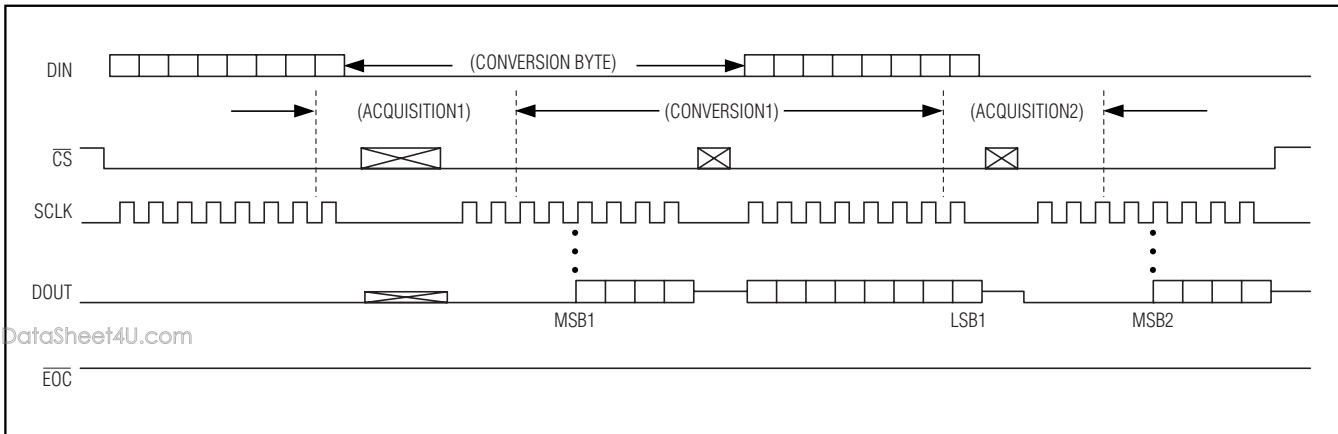 DIN
(CONVERSION BYTE)
(ACQUISITION1)
(CONVERSION1)
(ACQUISITION2)
CS
SCLK
DOUT
MSB1
LSB1
MSB2
DataSheet4U.com
EOC